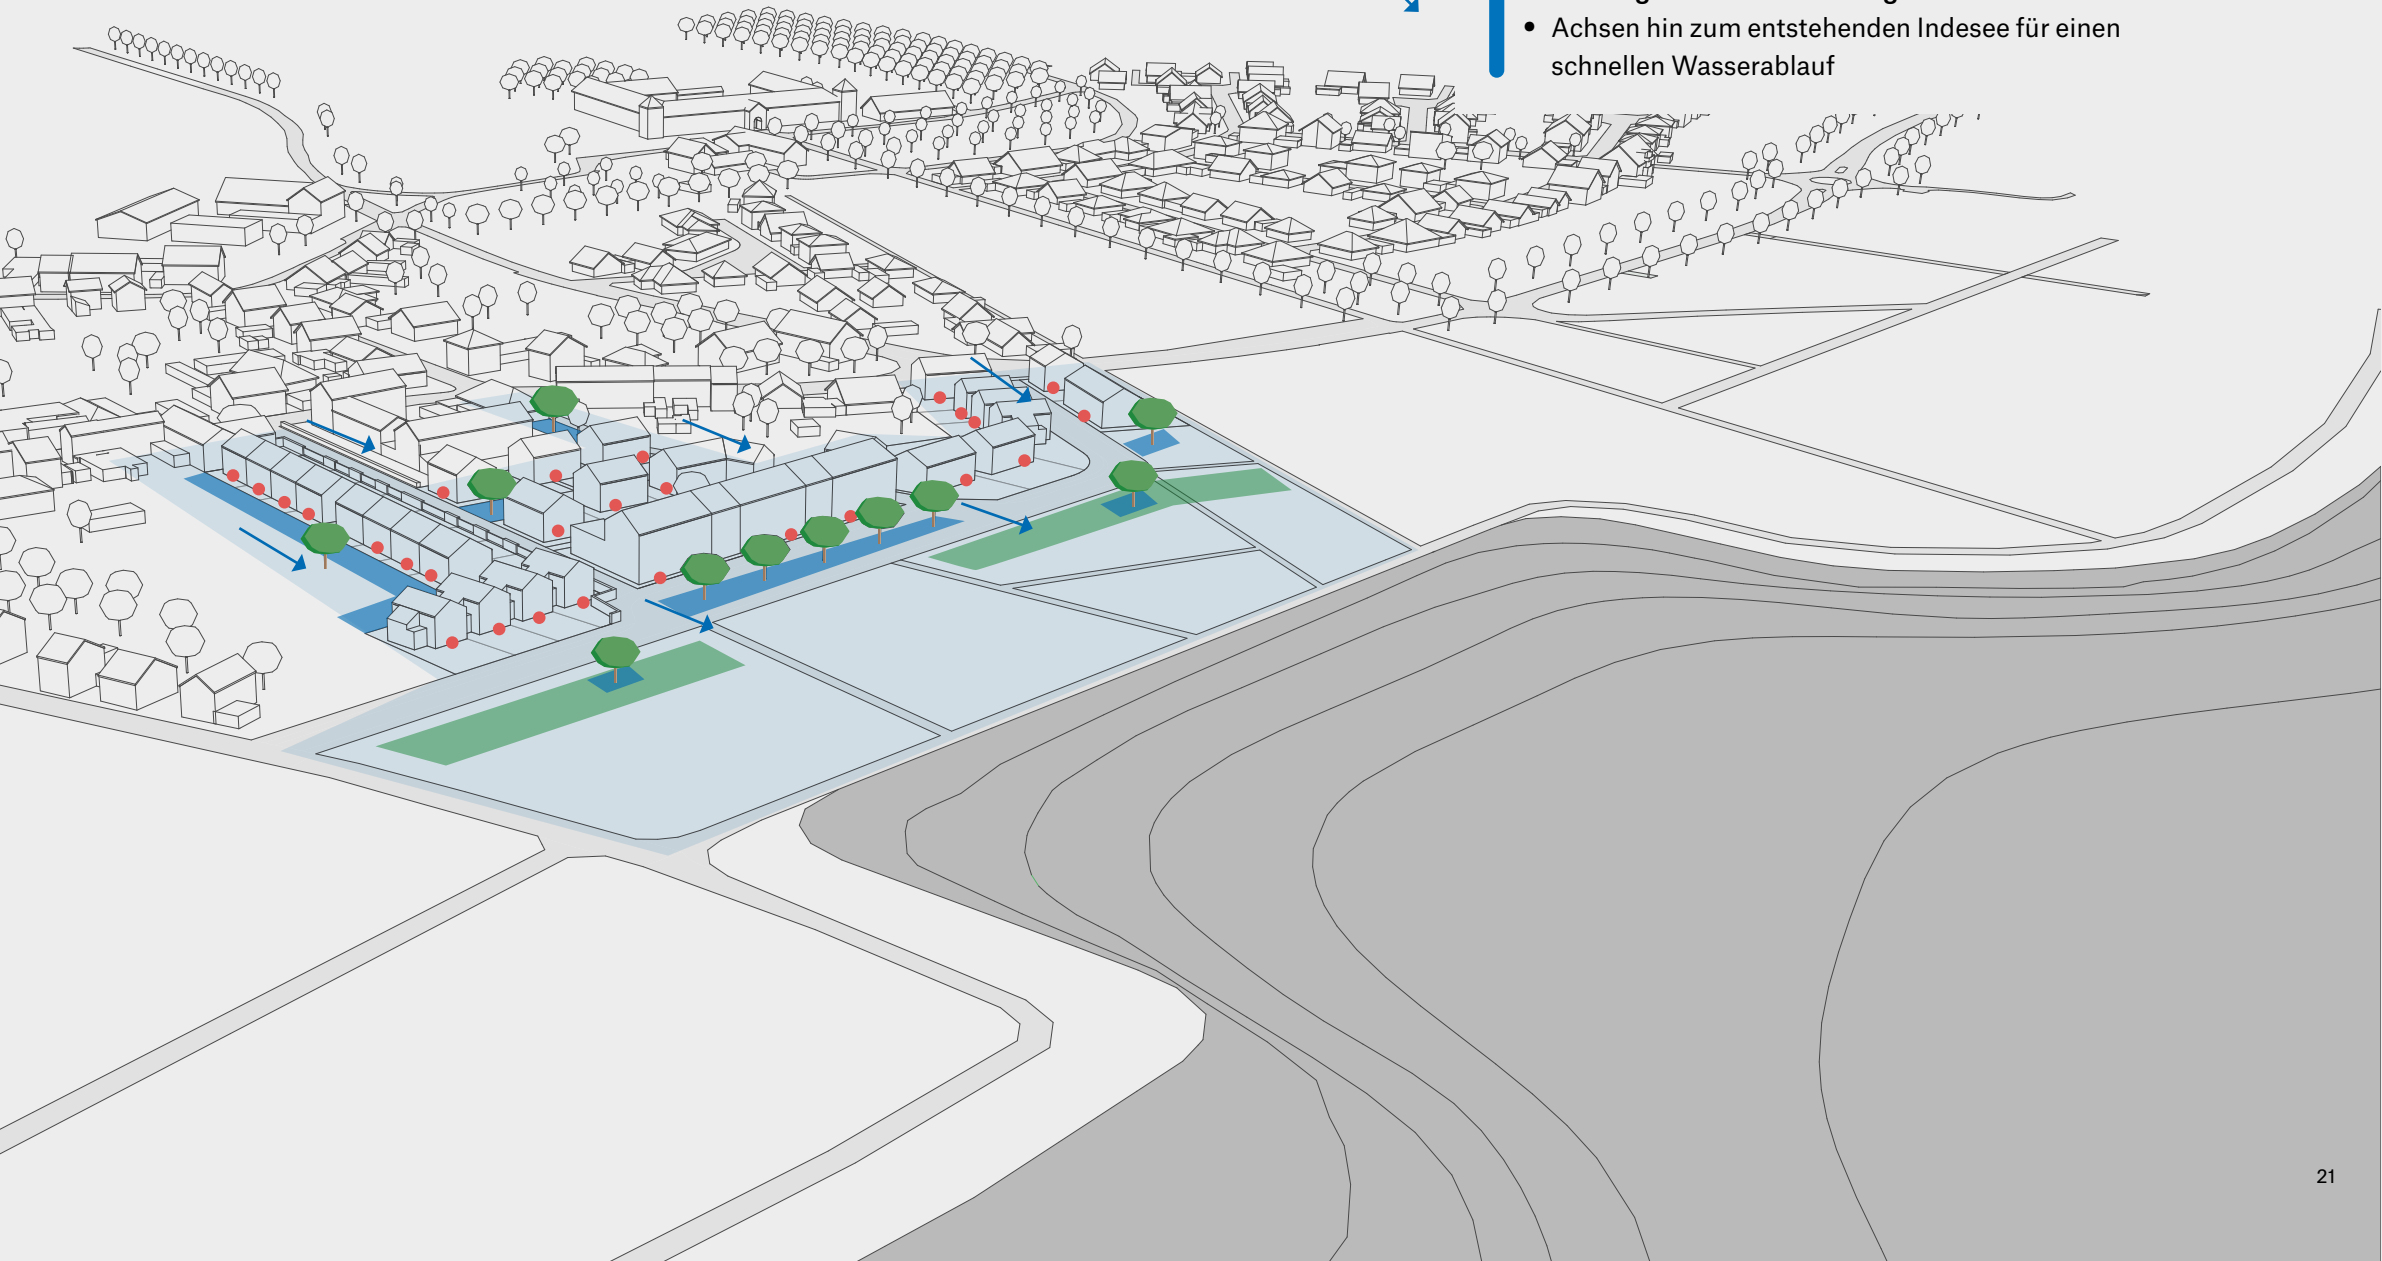 • Achsen hin zum entstehenden Indesee für einen
schnellen Wasserablauf
21